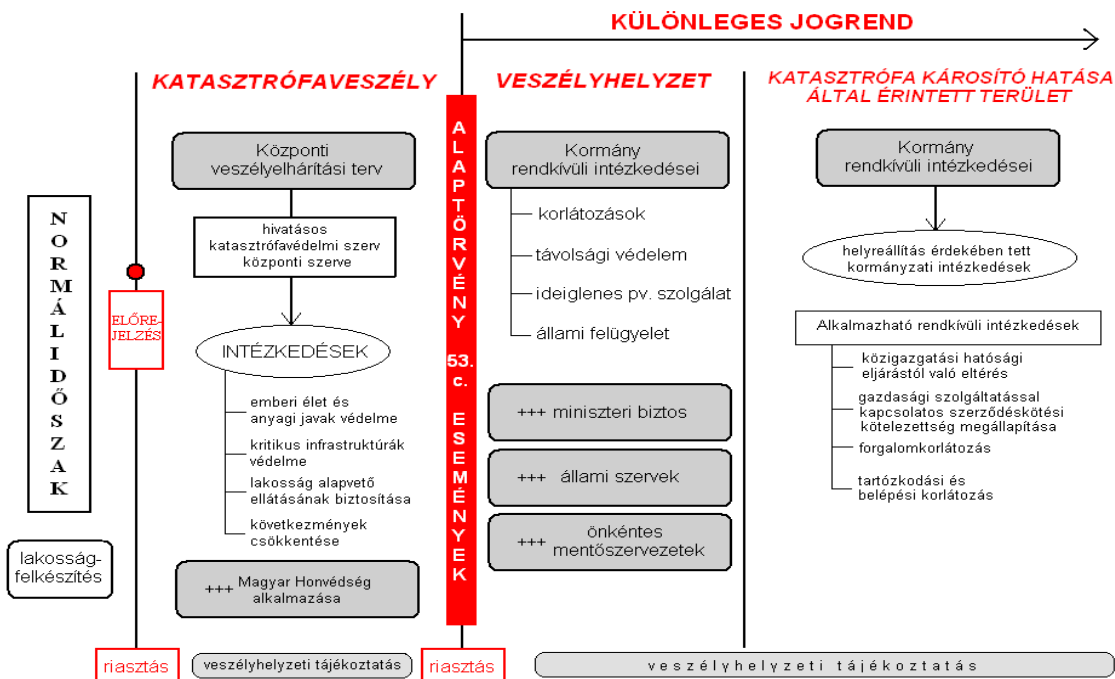 KÜLÖNLEGES JOGREND
NORMÁLIDŐSZAK
lakosság-
felkészítés
ELŐRE-
JELZÉS
riasztás
KATASZTRÓFAVESZÉLY
Központi
veszélyelhárítási terv
hivatásos
katasztrófavédelmi szerv
központi szerve
INTÉZKEDÉSEK
emberi élet és
anyagi javak védelme
kritikus infrastruktúrák
védelme
lakosság alapvető
ellátásának biztosítása
következmények
csökkentése
+++ Magyar Honvédség
alkalmazása
veszélyhelyzeti tájékoztatás
ALAPTÖRVÉNY 53. c. ESEMÉNYEK
riasztás
VESZÉLYHELYZET
Kormány
rendkívüli intézkedései
korlátozások
távolsági védelem
ideiglenes pv. szolgálat
állami felügyelet
+++ miniszteri biztos
+++ állami szervek
+++ önkéntes
mentőszervezetek
KATASZTRÓFA KÁROSÍTÓ HATÁSA
ÁLTAL ÉRINTETT TERÜLET
Kormány
rendkívüli intézkedései
helyreállítás érdekében tett
kormányzati intézkedések
Alkalmazható rendkívüli intézkedések
közigazgatási hatósági
eljárástól való eltérés
gazdasági szolgáltatással
kapcsolatos szerződéskötési
kötelezettség megállapítása
forgalomkorlátozás
tartózkodási és
belépési korlátozás
veszélyhelyzeti tájékoztatás